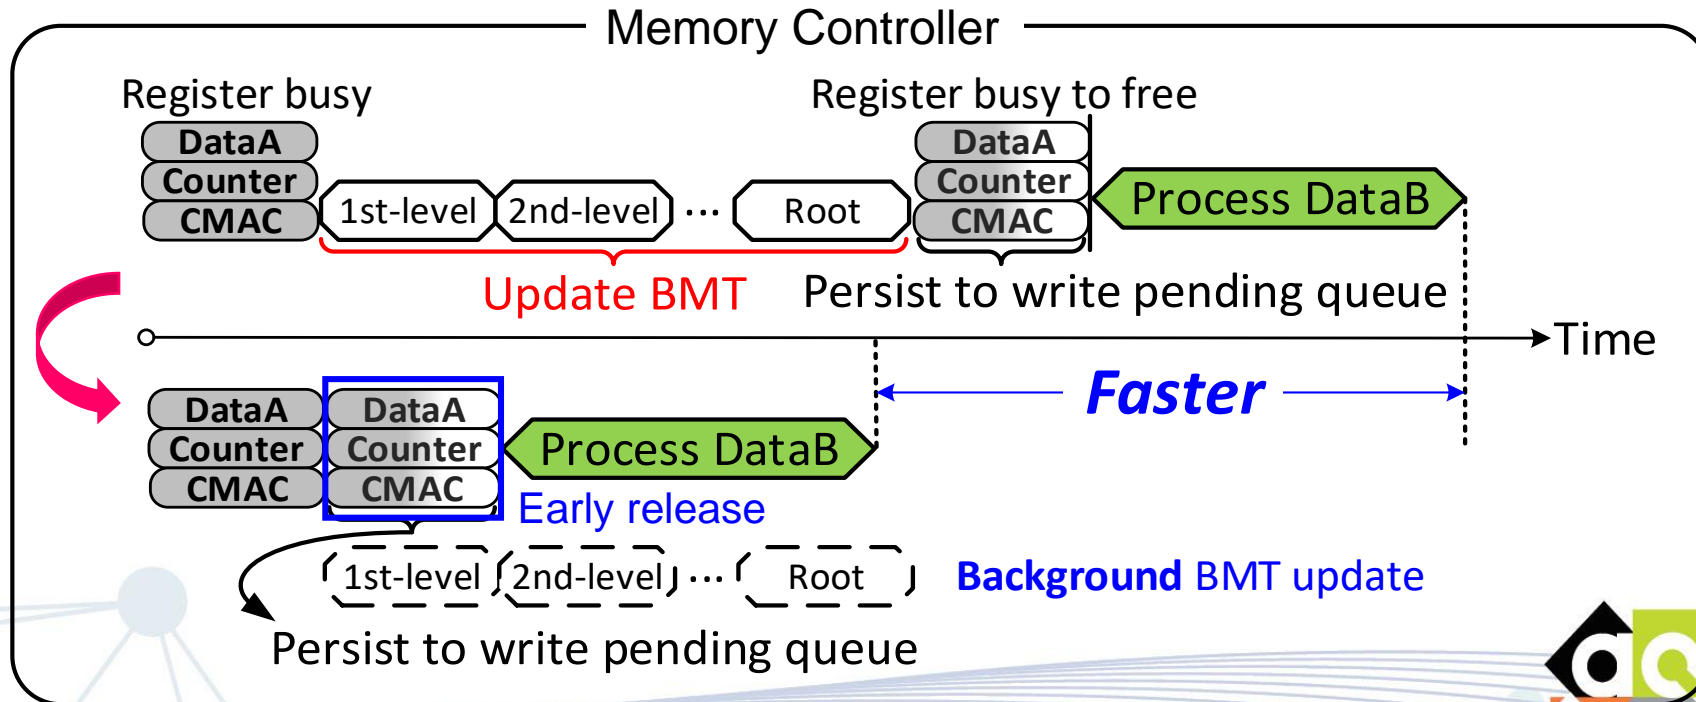 Memory Controller
Register busy
Register busy to free
DataA
Counter
CMAC
1st-level
2nd-level
...
Root
DataA
Counter
CMAC
Process DataB
Update BMT
Persist to write pending queue
Time
Faster
DataA
Counter
CMAC
DataA
Counter
CMAC
Process DataB
Early release
1st-level
2nd-level
...
Root
Background BMT update
Persist to write pending queue